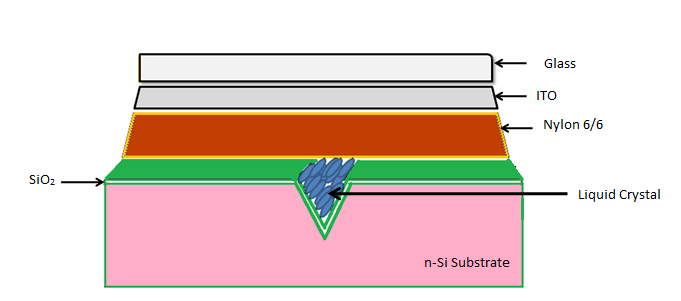 Glass
ITO
Nylon 6/6
SiO₂
Liquid Crystal
n-Si Substrate